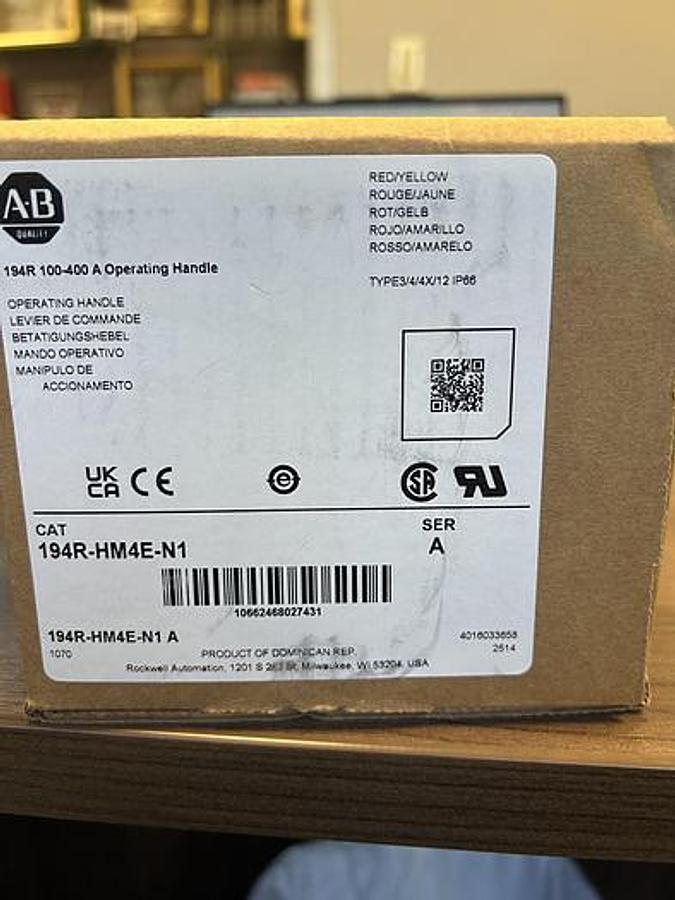 AB
QUALITY
194R 100-400 A Operating Handle
OPERATING HANDLE
LEVIER DE COMMANDE
BETATIGUNGSHEBEL
MANDO OPERATIVO
MANIPULO DE
ACCIONAMENTO
RED/YELLOW
ROUGE/JAUNE
ROT/GELB
ROJO/AMARILLO
ROSSO/AMARELO
TYPE3/4/4X/12 IP66
UK
CA CE
e
SA
UR
CAT
194R-HM4E-N1
SER
A
10662468027431
194R-HM4E-N1 A
1070
PRODUCT OF DOMINICAN REP.
4016033658
2514
Rockwell Automation, 1201 S 2nd St, Milwaukee, WI 53204, USA